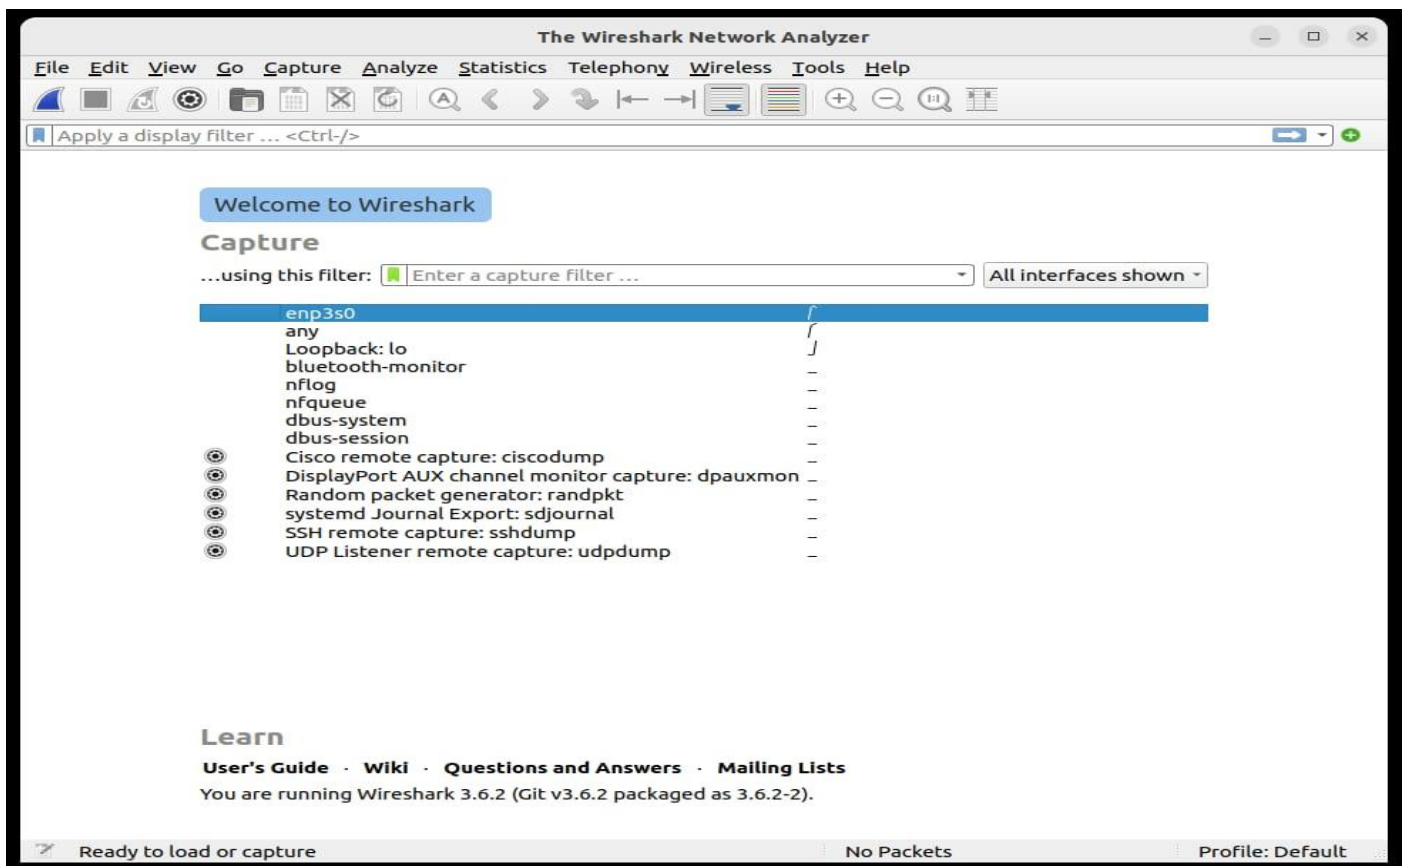 The Wireshark Network Analyzer
File Edit View Go Capture Analyze Statistics Telephony Wireless Tools Help
Apply a display filter … <Ctrl-/>
Welcome to Wireshark
Capture
…using this filter: Enter a capture filter … All interfaces shown
enp3s0
any
Loopback: lo
bluetooth-monitor
nflog
nfqueue
dbus-system
dbus-session
Cisco remote capture: ciscodump
DisplayPort AUX channel monitor capture: dpauxmon
Random packet generator: randpkt
systemd Journal Export: sdjournal
SSH remote capture: sshdump
UDP Listener remote capture: udpdump
Learn
User's Guide · Wiki · Questions and Answers · Mailing Lists
You are running Wireshark 3.6.2 (Git v3.6.2 packaged as 3.6.2-2).
Ready to load or capture No Packets Profile: Default